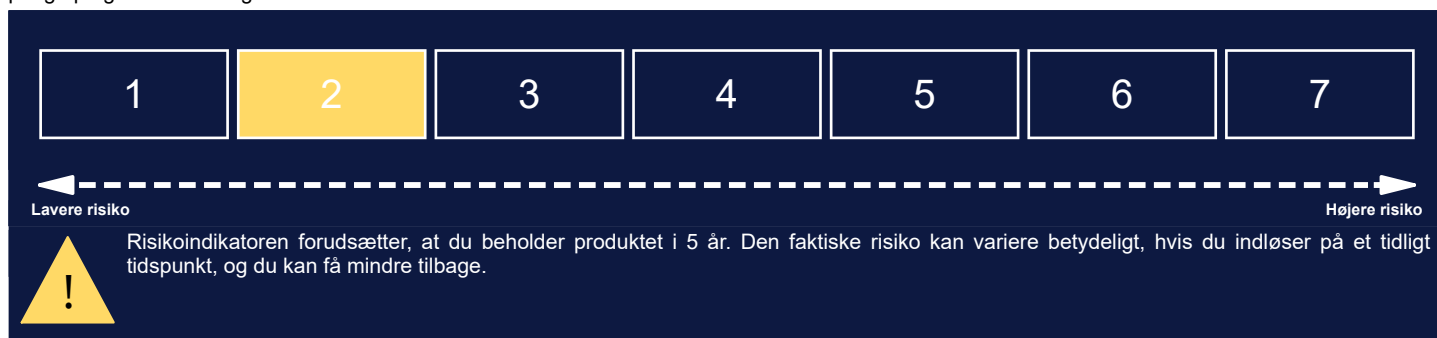 1 2 3 4 5 6 7
Lavere risiko Højere risiko
Risikoindikatoren forudsætter, at du beholder produktet i 5 år. Den faktiske risiko kan variere betydeligt, hvis du indløser på et tidligt
tidspunkt, og du kan få mindre tilbage.
!